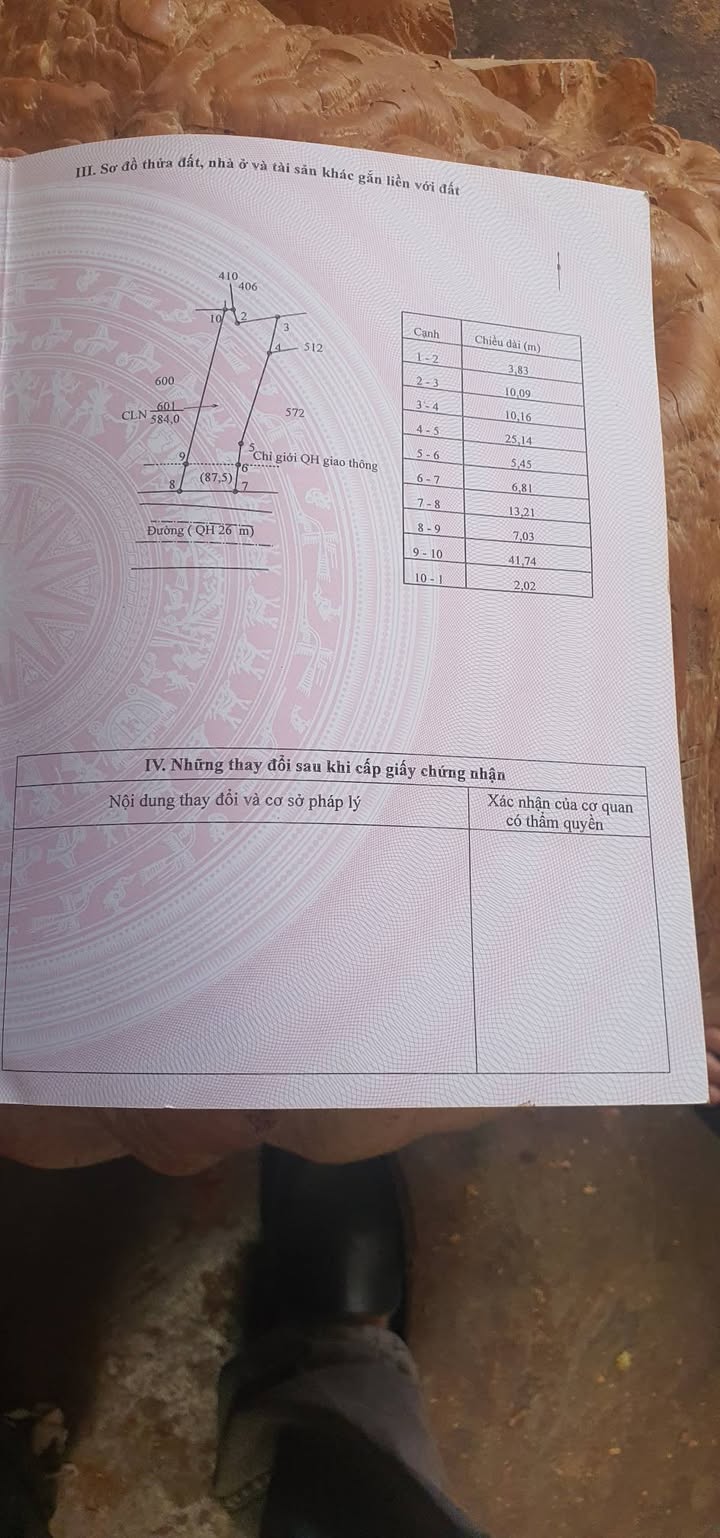 III. Sơ đồ thửa đất, nhà ở và tài sản khác gắn liền với đất
410
406
1
10
2
3
4
512
600
CLN 601
584,0
572
5
9
Chỉ giới QH giao thông
6
8
(87,5)
7
Đường ( QH 26 m)
Cạnh Chiều dài (m)
1 - 2 3,83
2 - 3 10,09
3 - 4 10,16
4 - 5 25,14
5 - 6 5,45
6 - 7 6,81
7 - 8 13,21
8 - 9 7,03
9 - 10 41,74
10 - 1 2,02
IV. Những thay đổi sau khi cấp giấy chứng nhận
Nội dung thay đổi và cơ sở pháp lý
Xác nhận của cơ quan
có thẩm quyền